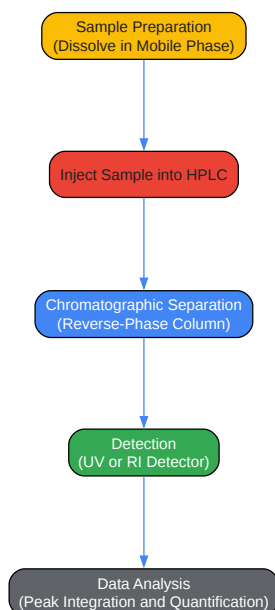 Sample Preparation
(Dissolve in Mobile Phase)
Inject Sample into HPLC
Chromatographic Separation
(Reverse-Phase Column)
Detection
(UV or RI Detector)
Data Analysis
(Peak Integration and Quantification)